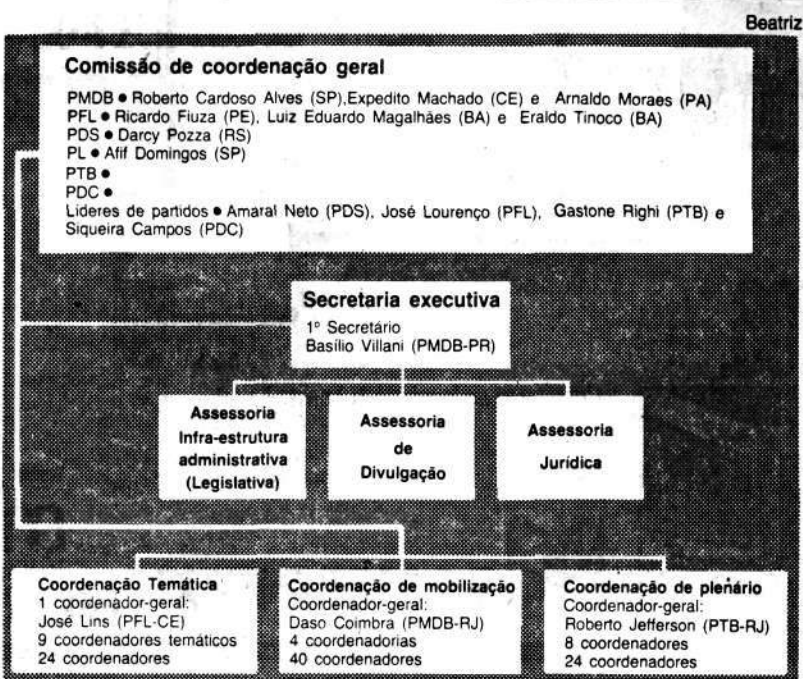 Beatriz
Comissão de coordenação geral
PMDB ● Roberto Cardoso Alves (SP),Expedito Machado (CE) e Arnaldo Moraes (PA)
PFL ● Ricardo Fiuza (PE), Luiz Eduardo Magalhães (BA) e Eraldo Tinoco (BA)
PDS ● Darcy Pozza (RS)
PL ● Afif Domingos (SP)
PTB ●
PDC ●
Líderes de partidos ● Amaral Neto (PDS), José Lourenço (PFL), Gastone Righi (PTB) e
Siqueira Campos (PDC)
Secretaria executiva
1º Secretário
Basílio Villani (PMDB-PR)
Assessoria
Infra-estrutura
administrativa
(Legislativa)
Assessoria
de
Divulgação
Assessoria
Jurídica
Coordenação Temática
1 coordenador-geral:
José Lins (PFL-CE)
9 coordenadores temáticos
24 coordenadores
Coordenação de mobilização
Coordenador-geral:
Daso Coimbra (PMDB-RJ)
4 coordenadorias
40 coordenadores
Coordenação de plenário
Coordenador-geral:
Roberto Jefferson (PTB-RJ)
8 coordenadores
24 coordenadores